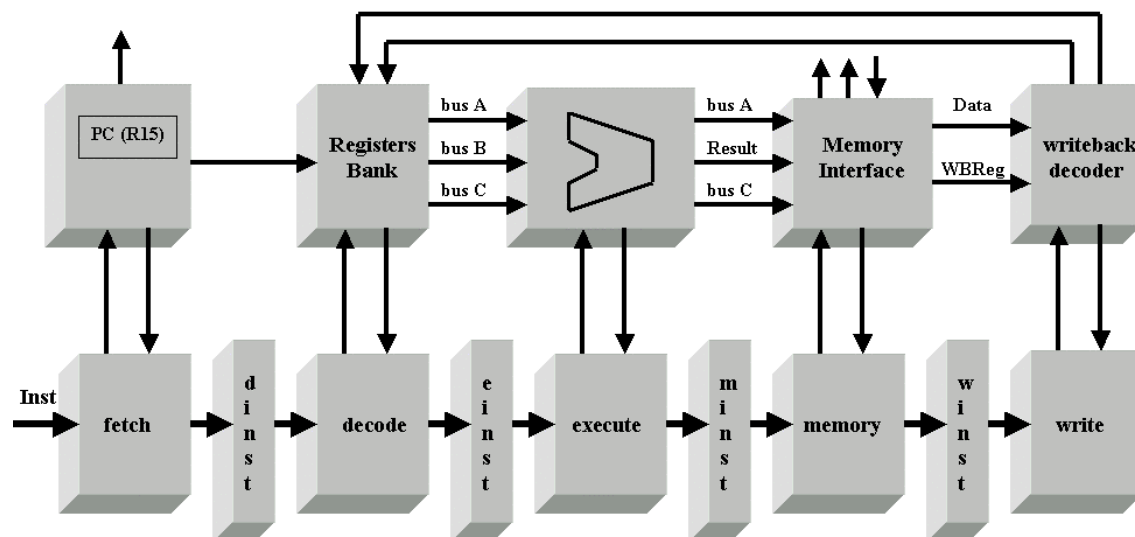 PC (R15)
Registers
Bank
bus A
bus B
bus C
bus A
Result
bus C
Memory
Interface
Data
WBReg
writeback
decoder
Inst
fetch
d
i
n
s
t
decode
e
i
n
s
t
execute
m
i
n
s
t
memory
w
i
n
s
t
write